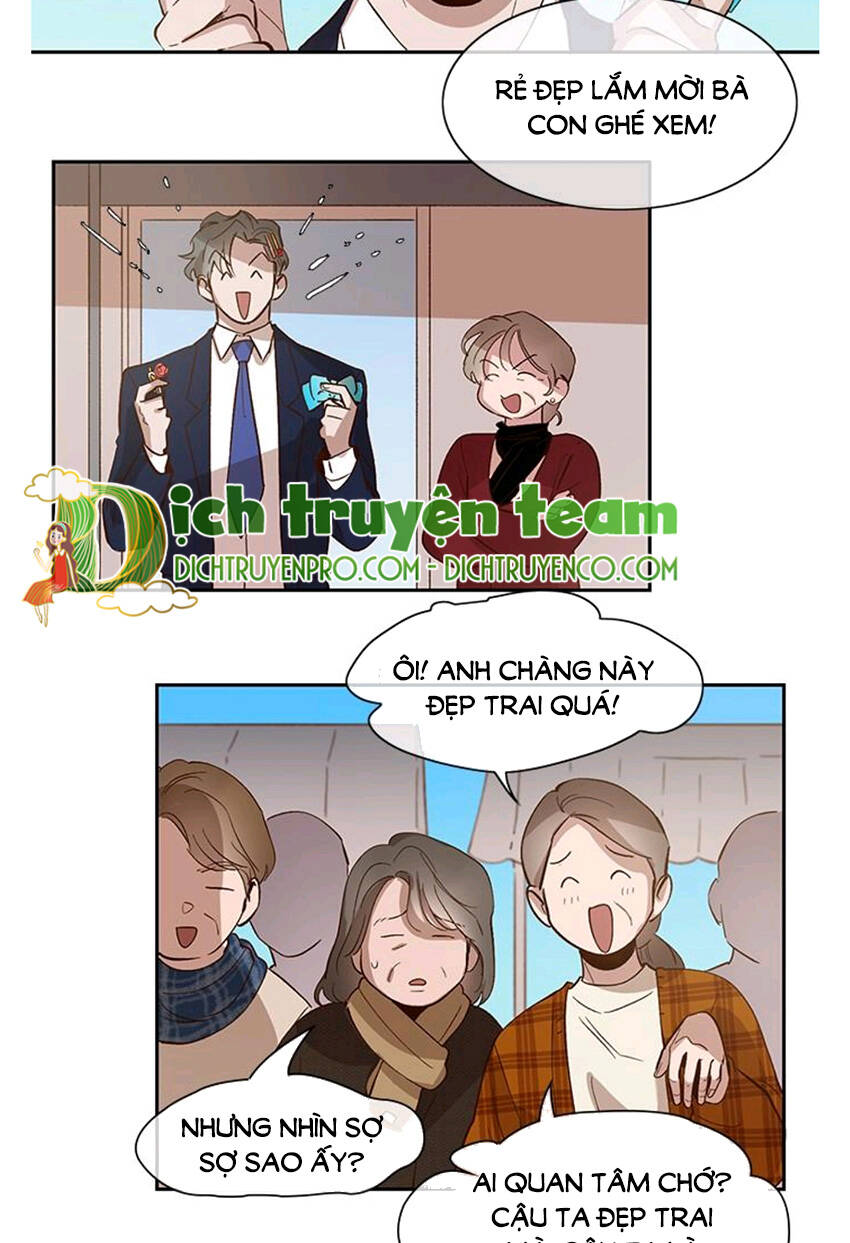 RẺ ĐẸP LẮM MỜI BÀ
CON GHÉ XEM!
Dịch truyện team
DICHTRUYENPRO.COM - DICHTRUYENCO.COM
ÔI! ANH CHÀNG NÀY
ĐẸP TRAI QUÁ!
NHƯNG NHÌN SỢ
SỢ SAO ẤY?
AI QUAN TÂM CHỚ?
CẬU TA ĐẸP TRAI